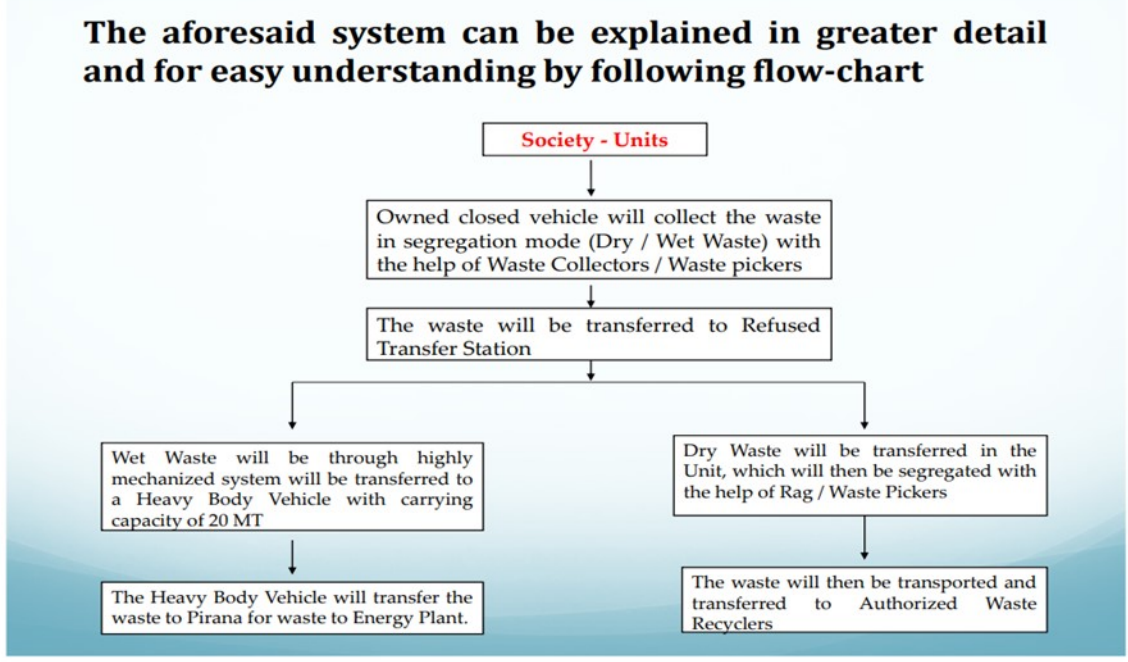 The aforesaid system can be explained in greater detail
and for easy understanding by following flow-chart
Society - Units
Owned closed vehicle will collect the waste
in segregation mode (Dry / Wet Waste) with
the help of Waste Collectors / Waste pickers
The waste will be transferred to Refused
Transfer Station
Wet Waste will be through highly
mechanized system will be transferred to
a Heavy Body Vehicle with carrying
capacity of 20 MT
The Heavy Body Vehicle will transfer the
waste to Pirana for waste to Energy Plant.
Dry Waste will be transferred in the
Unit, which will then be segregated with
the help of Rag / Waste Pickers
The waste will then be transported and
transferred to Authorized Waste
Recyclers